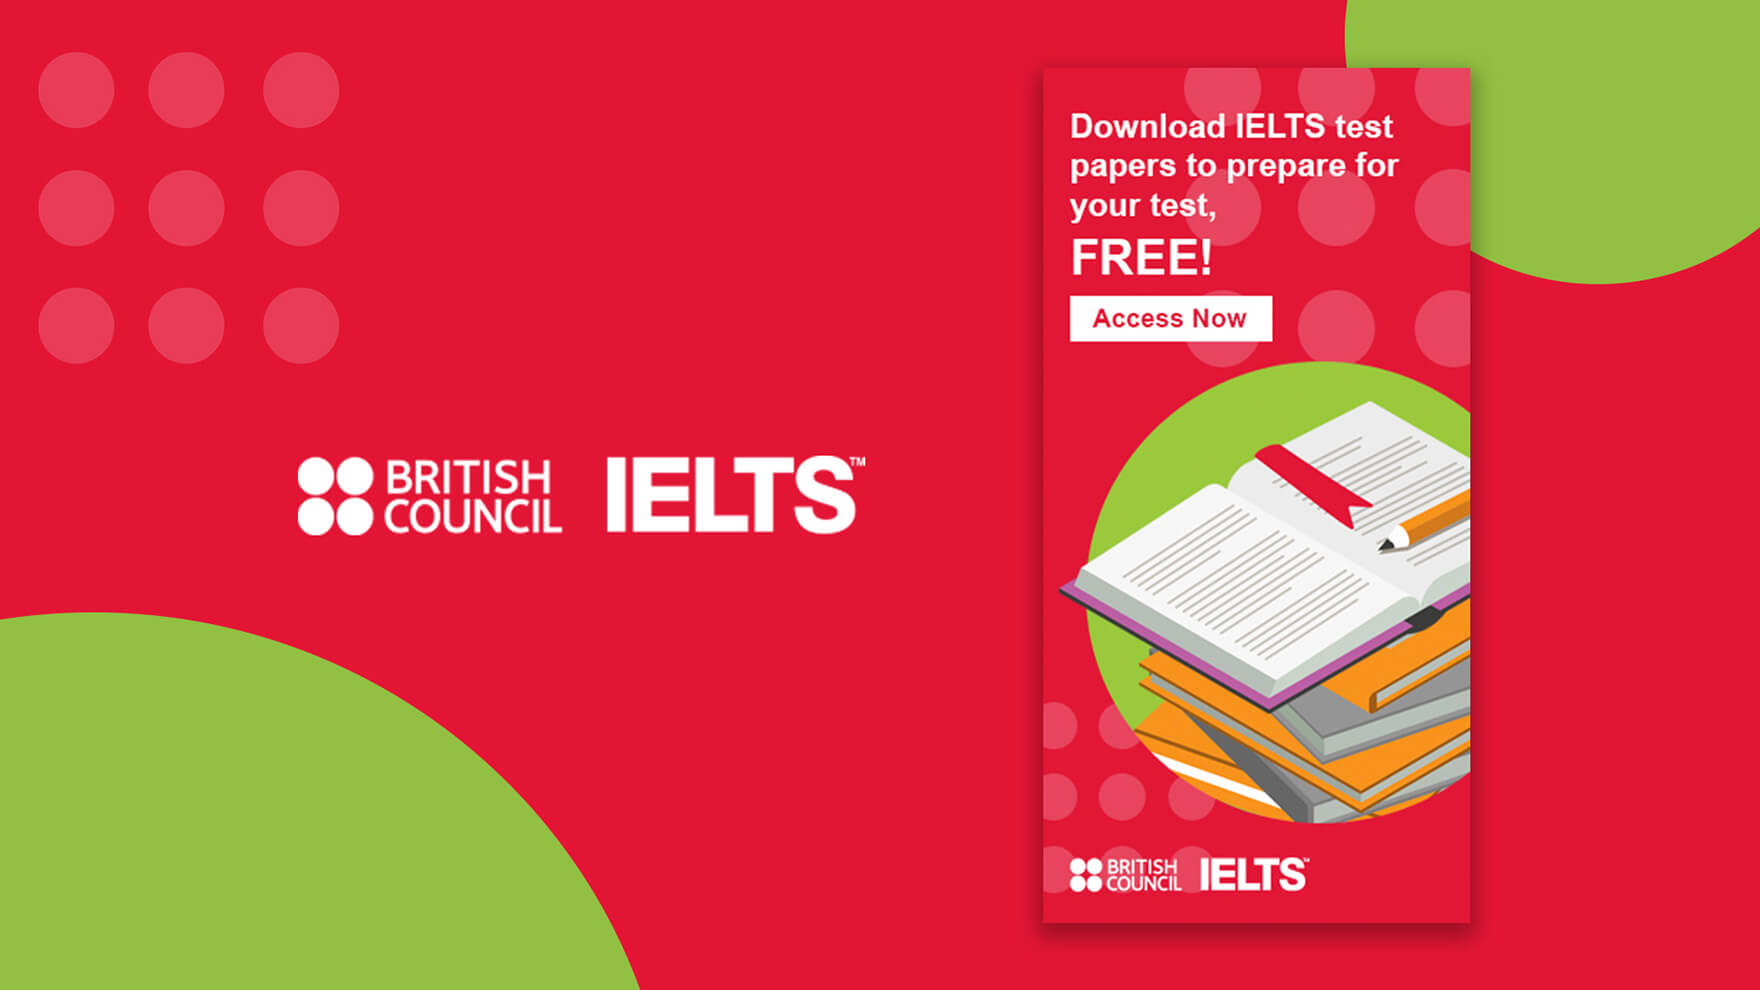 BRITISH
COUNCIL
IELTS™
Download IELTS test
papers to prepare for
your test,
FREE!
Access Now
BRITISH
COUNCIL
IELTS™